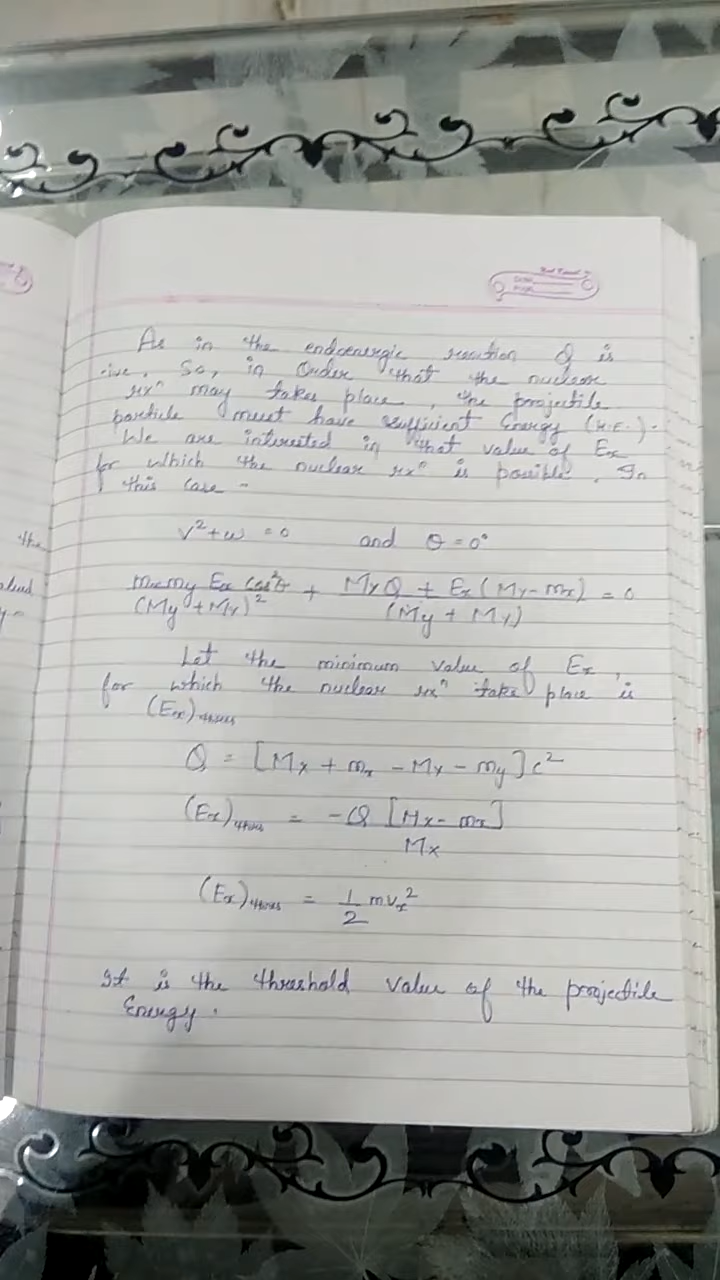 As in the endoenergic reaction Q is
-ive. So, in Order that the nuclear
rxⁿ may takes place, the projectile
particle must have sufficient Energy (K.E.).
We are interested in that value of Ex
for which the nuclear rxⁿ is possible. In
this case -
the
v²+w = 0 and θ = 0°
mxmy Ex Cos²θ / (My+My)² + MyQ + Ex(My-mx) / (My+My) = 0
Let the minimum value of Ex,
for which the nuclear rxⁿ take place is
(Ex)thres
Q = [Mx + mx - My - my]c²
(Ex)thres = -Q [Mx - mx] / Mx
(Ex)thres = 1/2 mvx²
It is the threshold value of the projectile
Energy.